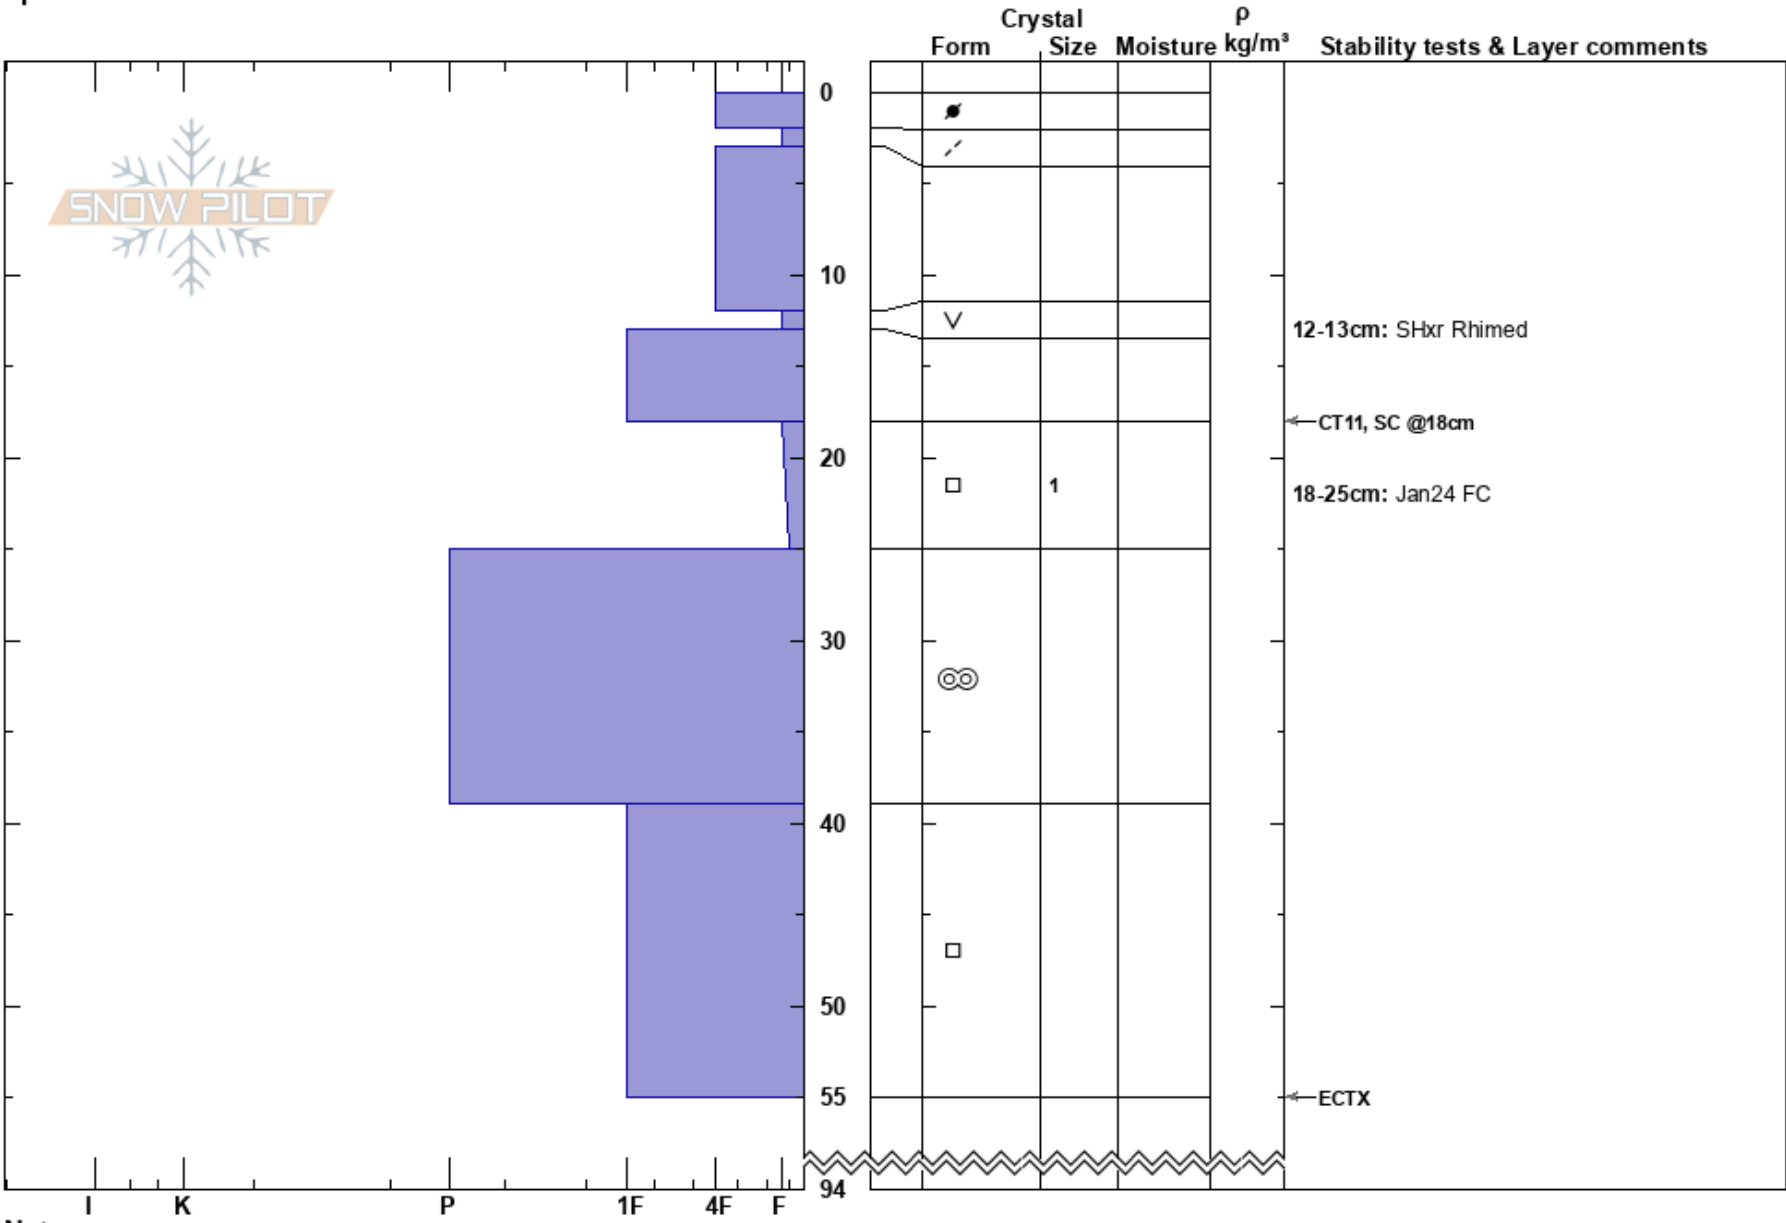 Crystal
ρ
Form Size Moisture kg/m³ Stability tests & Layer comments
0
SNOW PILOT
10
12-13cm: SHxr Rhimed
CT11, SC @18cm
20
1
18-25cm: Jan24 FC
30
40
50
55
ECTX
94
I K P 1F 4F F